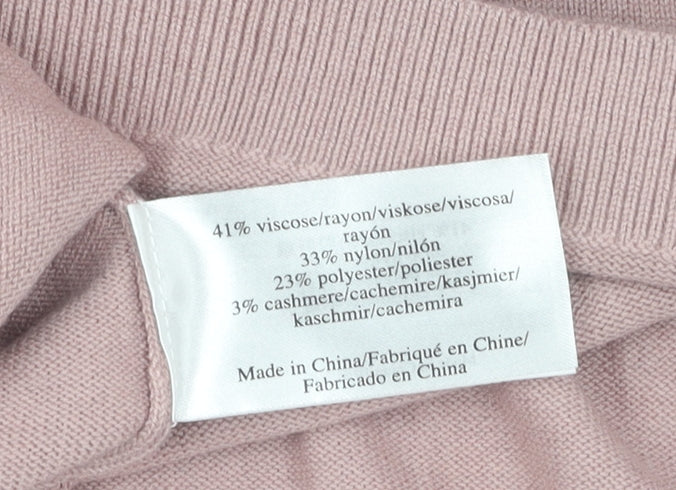 41% viscose/rayon/viskose/viscosa/
rayón
33% nylon/nilón
23% polyester/poliester
3% cashmere/cachemire/kasjmier/
kaschmir/cachemira
Made in China/Fabriqué en Chine/
Fabricado en China